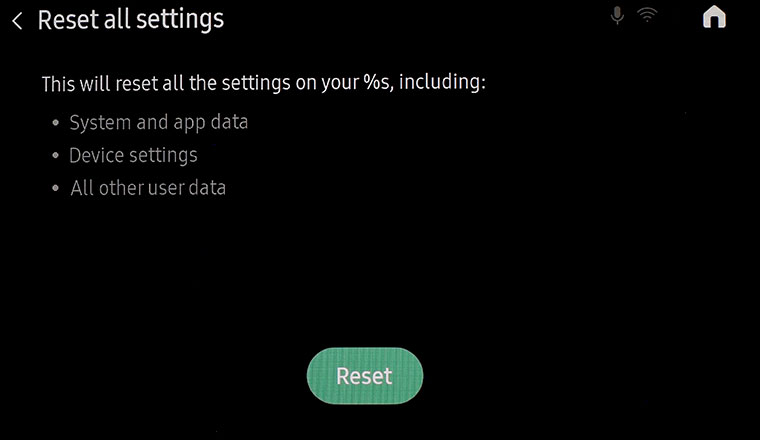 Reset all settings
This will reset all the settings on your %s, including:
• System and app data
• Device settings
• All other user data
Reset